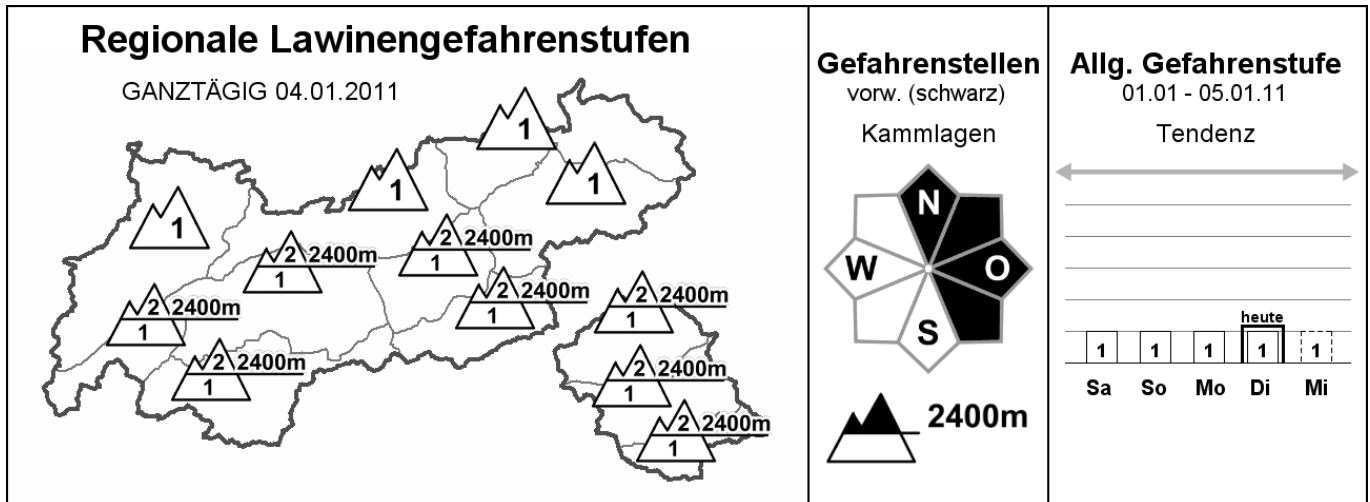 Regionale Lawinengefahrenstufen
GANZTÄGIG 04.01.2011
1
1
1
1
2 2400m
1
2 2400m
1
2 2400m
1
2 2400m
1
2 2400m
1
2 2400m
1
2 2400m
1
2 2400m
1
Gefahrenstellen
vorw. (schwarz)
Kammlagen
N
W
O
S
2400m
Allg. Gefahrenstufe
01.01 - 05.01.11
Tendenz
heute
1 1 1 1 1
Sa So Mo Di Mi